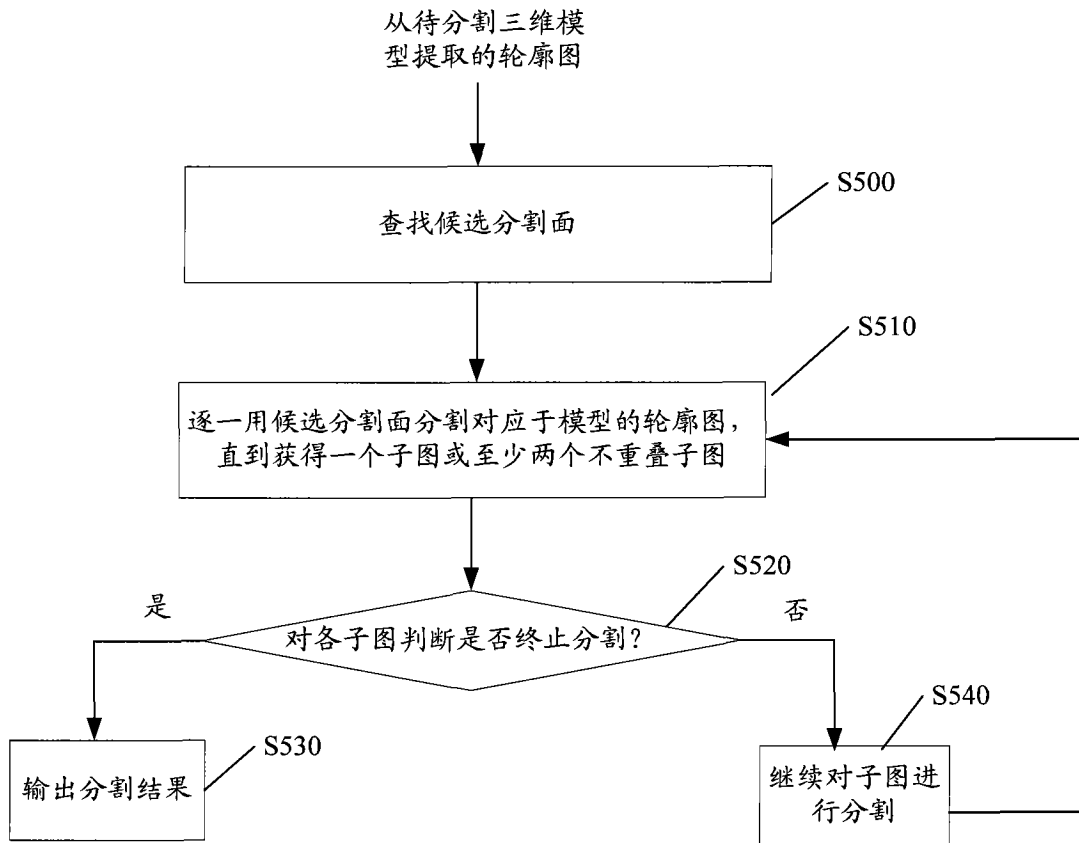 从待分割三维模
型提取的轮廓图
S500
查找候选分割面
S510
逐一用候选分割面分割对应于模型的轮廓图，
直到获得一个子图或至少两个不重叠子图
S520
是
对各子图判断是否终止分割？
否
S540
S530
输出分割结果
继续对子图进
行分割